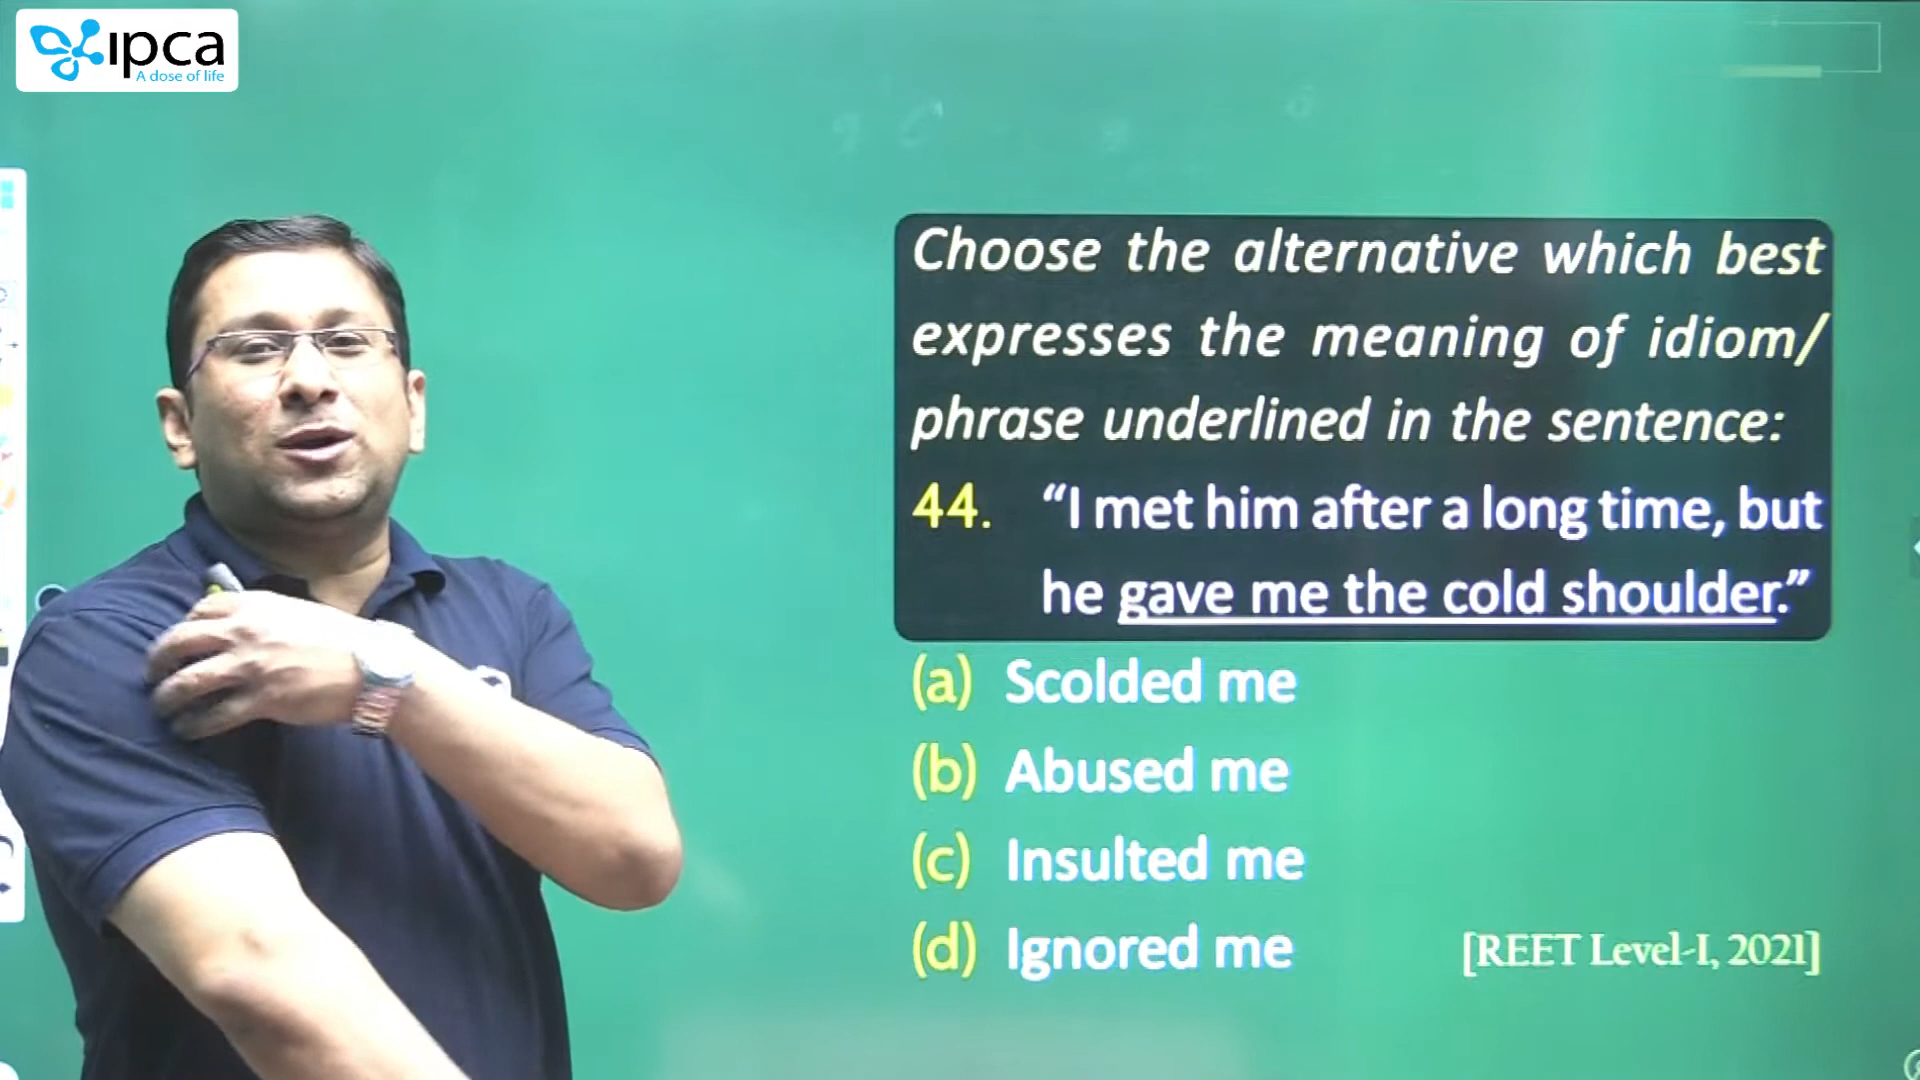 ipca
A dose of life
Choose the alternative which best
expresses the meaning of idiom/
phrase underlined in the sentence:
44. “I met him after a long time, but
he gave me the cold shoulder.”
(a) Scolded me
(b) Abused me
(c) Insulted me
(d) Ignored me [REET Level-I, 2021]